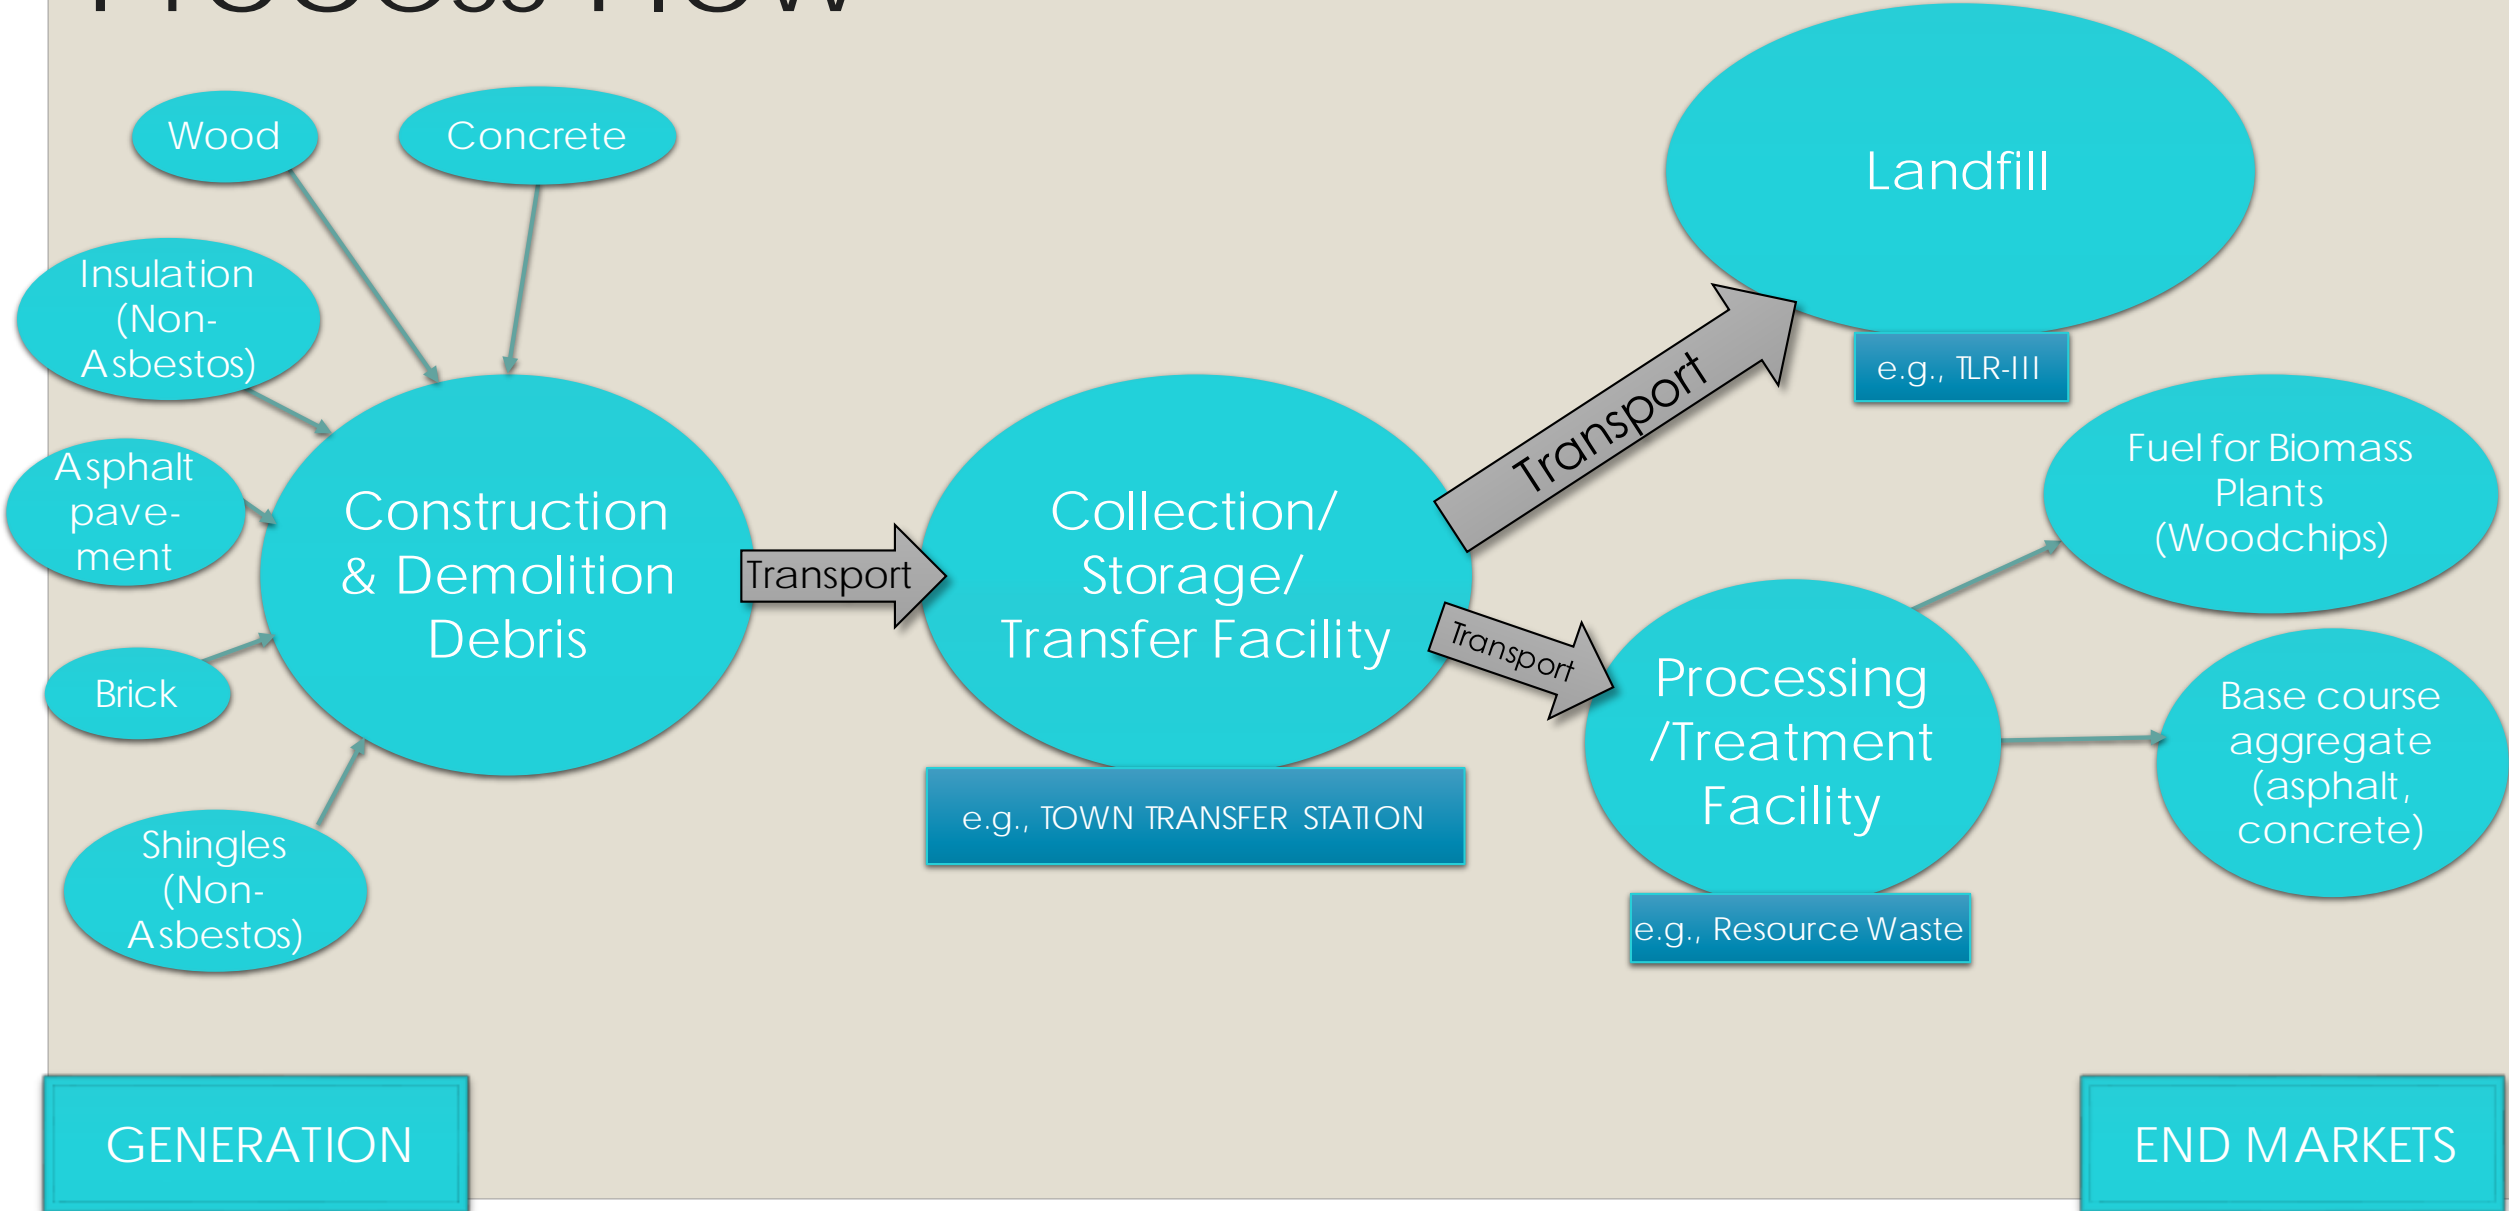 Process Flow
Wood
Concrete
Landfill
Insulation
(Non-
Asbestos)
e.g., TLR-III
Transport
Asphalt
pave-
ment
Construction
& Demolition
Debris
Transport
Collection/
Storage/
Transfer Facility
Fuel for Biomass
Plants
(Woodchips)
Transport
Processing
/Treatment
Facility
Base course
aggregate
(asphalt,
concrete)
Brick
e.g., TOWN TRANSFER STATION
Shingles
(Non-
Asbestos)
e.g., Resource Waste
GENERATION
END MARKETS